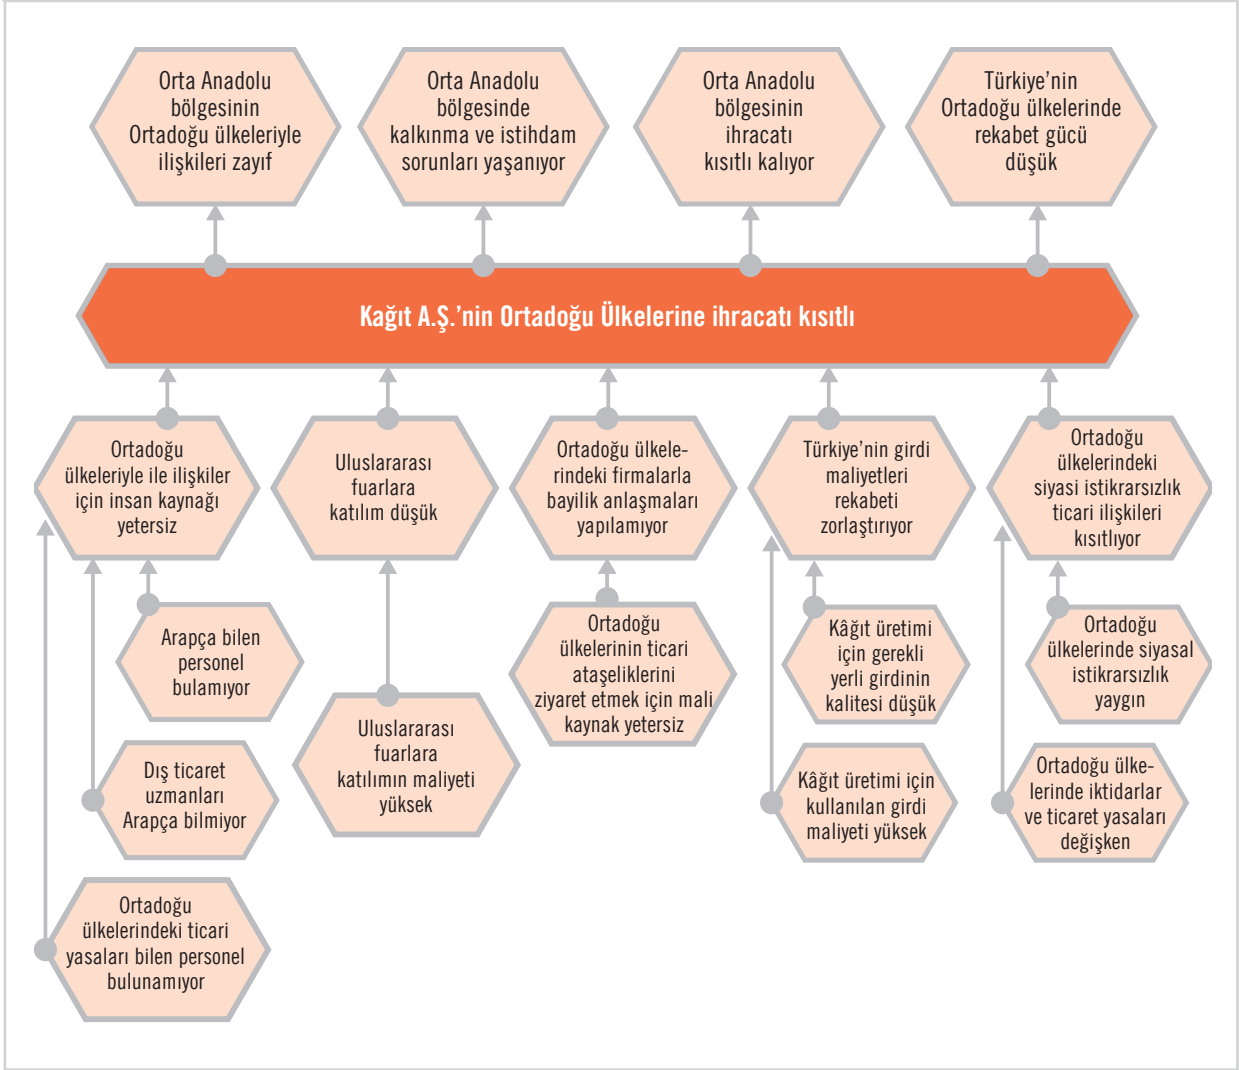 Orta Anadolu
bölgesinin
Ortadoğu ülkeleriyle
ilişkileri zayıf
Orta Anadolu
bölgesinde
kalkınma ve istihdam
sorunları yaşanıyor
Orta Anadolu
bölgesinin
ihracatı
kısıtlı kalıyor
Türkiye’nin
Ortadoğu ülkelerinde
rekabet gücü
düşük
Kağıt A.Ş.’nin Ortadoğu Ülkelerine ihracatı kısıtlı
Ortadoğu
ülkeleriyle ile ilişkiler
için insan kaynağı
yetersiz
Uluslararası
fuarlara
katılım düşük
Ortadoğu ülkele-
rindeki firmalarla
bayilik anlaşmaları
yapılamıyor
Türkiye’nin girdi
maliyetleri
rekabeti
zorlaştırıyor
Ortadoğu
ülkelerindeki
siyasi istikrarsızlık
ticari ilişkileri
kısıtlıyor
Arapça bilen
personel
bulamıyor
Uluslararası
fuarlara
katılımın maliyeti
yüksek
Ortadoğu
ülkelerinin ticari
ataşeliklerini
ziyaret etmek için mali
kaynak yetersiz
Kâğıt üretimi
için gerekli
yerli girdinin
kalitesi düşük
Ortadoğu
ülkelerinde siyasal
istikrarsızlık
yaygın
Dış ticaret
uzmanları
Arapça bilmiyor
Kâğıt üretimi için
kullanılan girdi
maliyeti yüksek
Ortadoğu ülke-
lerinde iktidarlar
ve ticaret yasaları
değişken
Ortadoğu
ülkelerindeki ticari
yasaları bilen personel
bulunamıyor